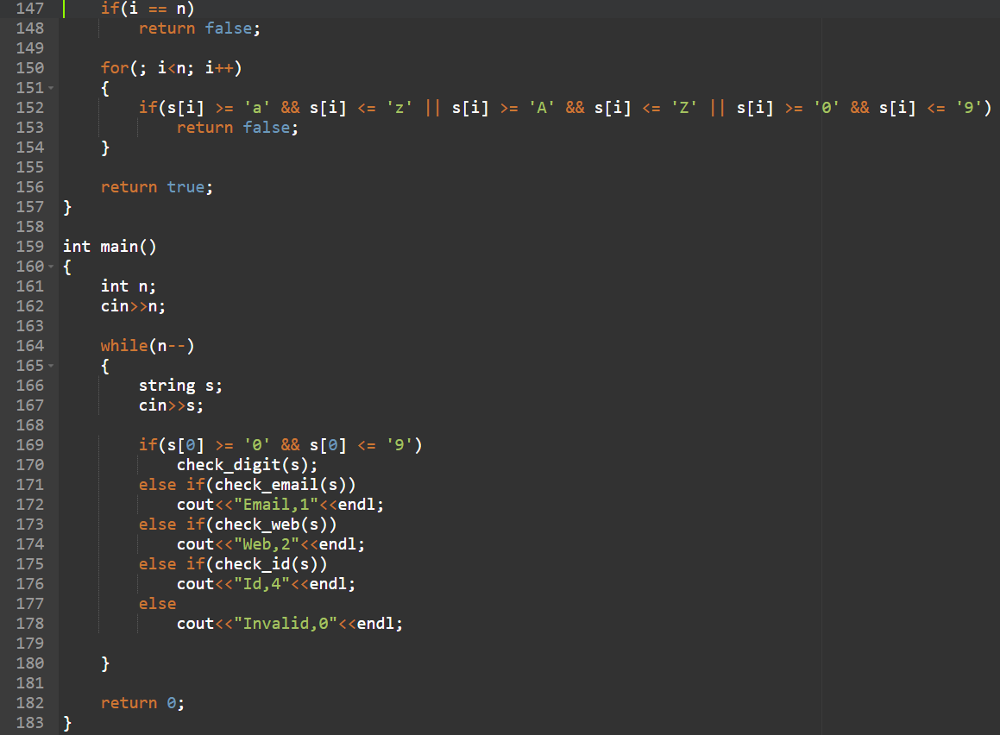 147     if(i == n)
148         return false;
149
150     for(; i<n; i++)
151     {
152         if(s[i] >= 'a' && s[i] <= 'z' || s[i] >= 'A' && s[i] <= 'Z' || s[i] >= '0' && s[i] <= '9')
153             return false;
154     }
155
156     return true;
157 }
158
159 int main()
160 {
161     int n;
162     cin>>n;
163
164     while(n--)
165     {
166         string s;
167         cin>>s;
168
169         if(s[0] >= '0' && s[0] <= '9')
170             check_digit(s);
171         else if(check_email(s))
172             cout<<"Email,1"<<endl;
173         else if(check_web(s))
174             cout<<"Web,2"<<endl;
175         else if(check_id(s))
176             cout<<"Id,4"<<endl;
177         else
178             cout<<"Invalid,0"<<endl;
179
180     }
181
182     return 0;
183 }